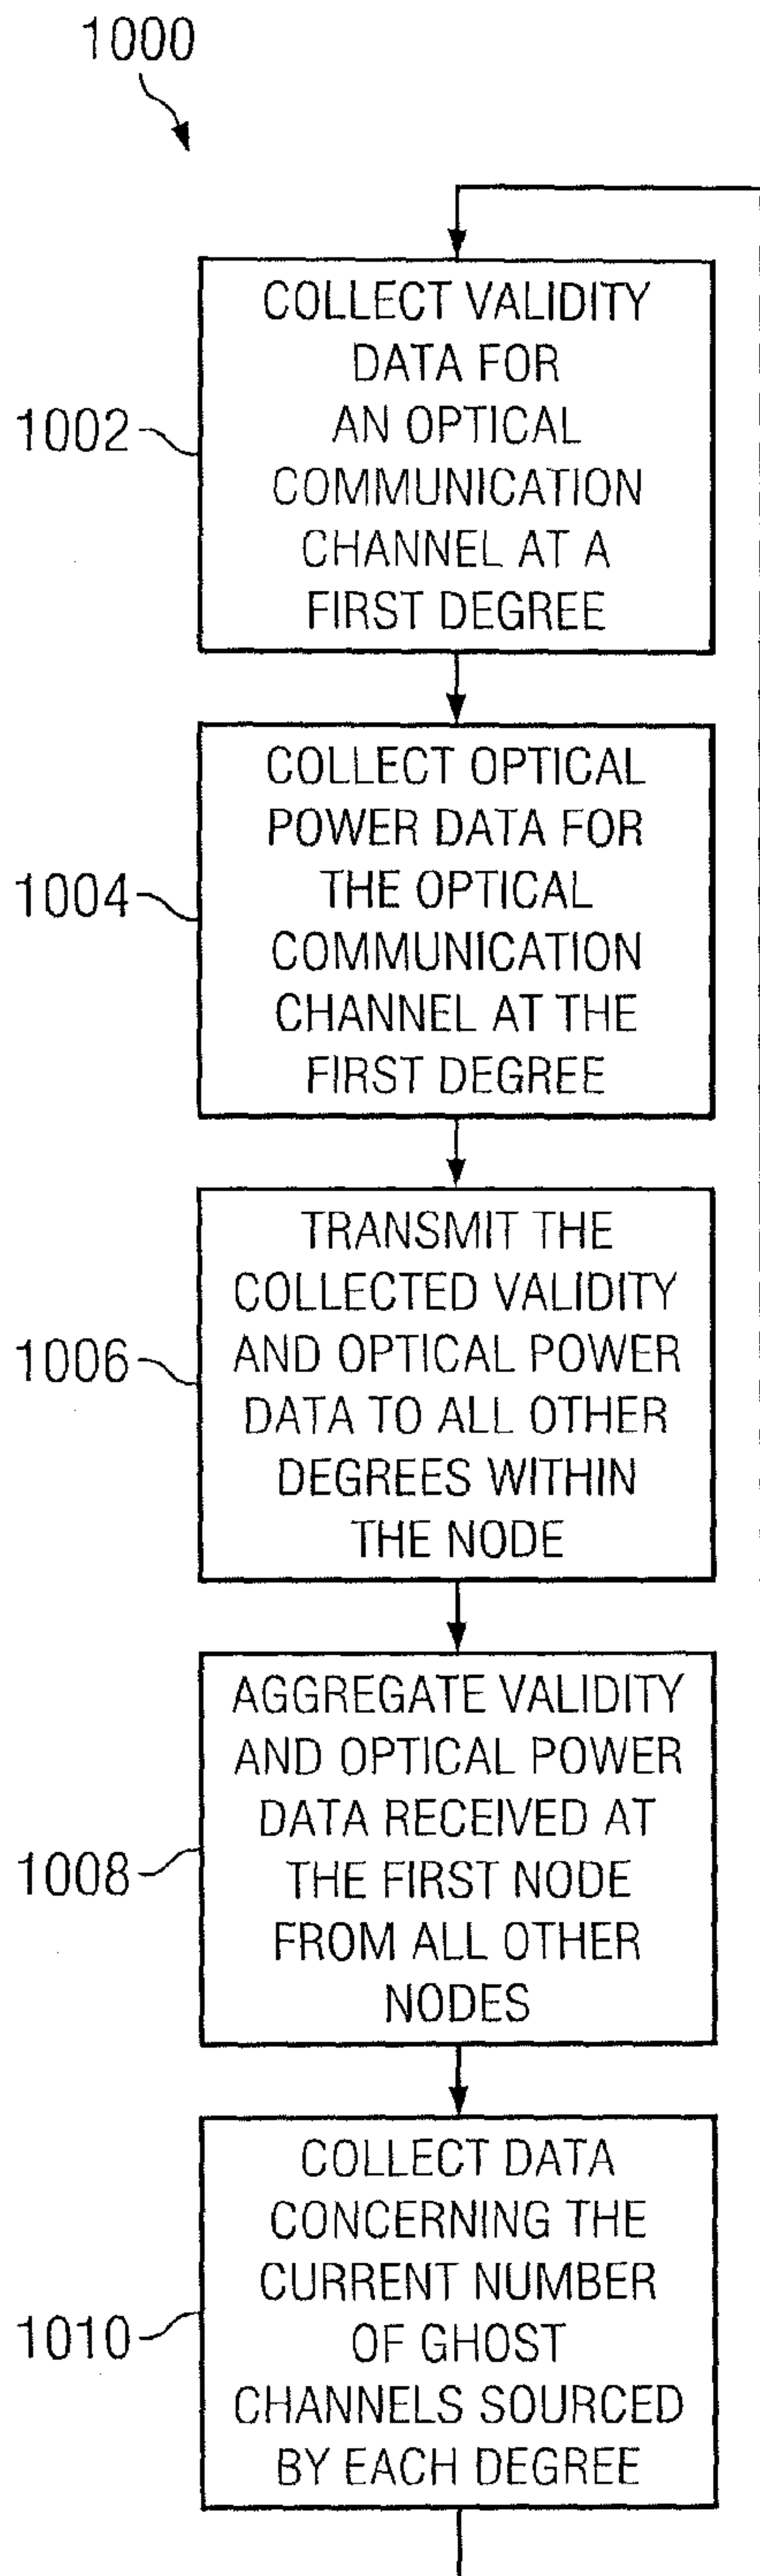 1000
COLLECT VALIDITY
DATA FOR
AN OPTICAL
COMMUNICATION
CHANNEL AT A
FIRST DEGREE
1002
COLLECT OPTICAL
POWER DATA FOR
THE OPTICAL
COMMUNICATION
CHANNEL AT THE
FIRST DEGREE
1004
TRANSMIT THE
COLLECTED VALIDITY
AND OPTICAL POWER
DATA TO ALL OTHER
DEGREES WITHIN
THE NODE
1006
AGGREGATE VALIDITY
AND OPTICAL POWER
DATA RECEIVED AT
THE FIRST NODE
FROM ALL OTHER
NODES
1008
COLLECT DATA
CONCERNING THE
CURRENT NUMBER
OF GHOST
CHANNELS SOURCED
BY EACH DEGREE
1010